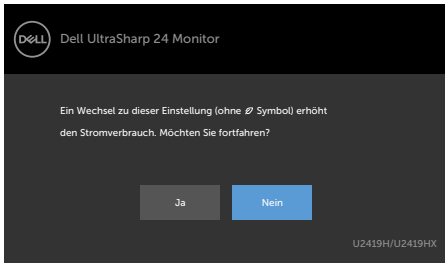 DELL Dell UltraSharp 24 Monitor
Ein Wechsel zu dieser Einstellung (ohne Symbol) erhöht
den Stromverbrauch. Möchten Sie fortfahren?
Ja Nein
U2419H/U2419HX